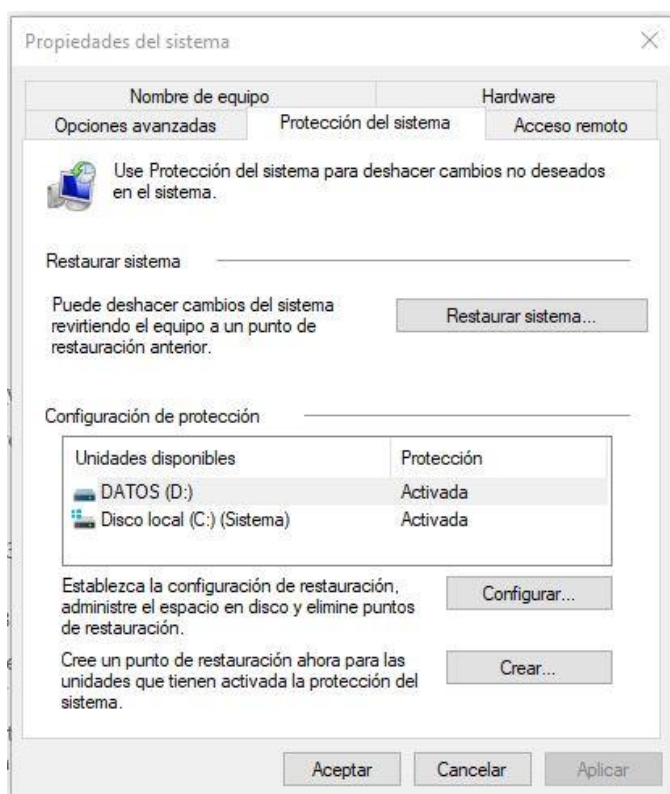 Propiedades del sistema
Nombre de equipo
Hardware
Opciones avanzadas
Protección del sistema
Acceso remoto
Use Protección del sistema para deshacer cambios no deseados
en el sistema.
Restaurar sistema
Puede deshacer cambios del sistema
revirtiendo el equipo a un punto de
restauración anterior.
Restaurar sistema...
Configuración de protección
Unidades disponibles
Protección
DATOS (D:)
Activada
Disco local (C:) (Sistema)
Activada
Establezca la configuración de restauración,
administre el espacio en disco y elimine puntos
de restauración.
Configurar...
Cree un punto de restauración ahora para las
unidades que tienen activada la protección del
sistema.
Crear...
Aceptar
Cancelar
Aplicar